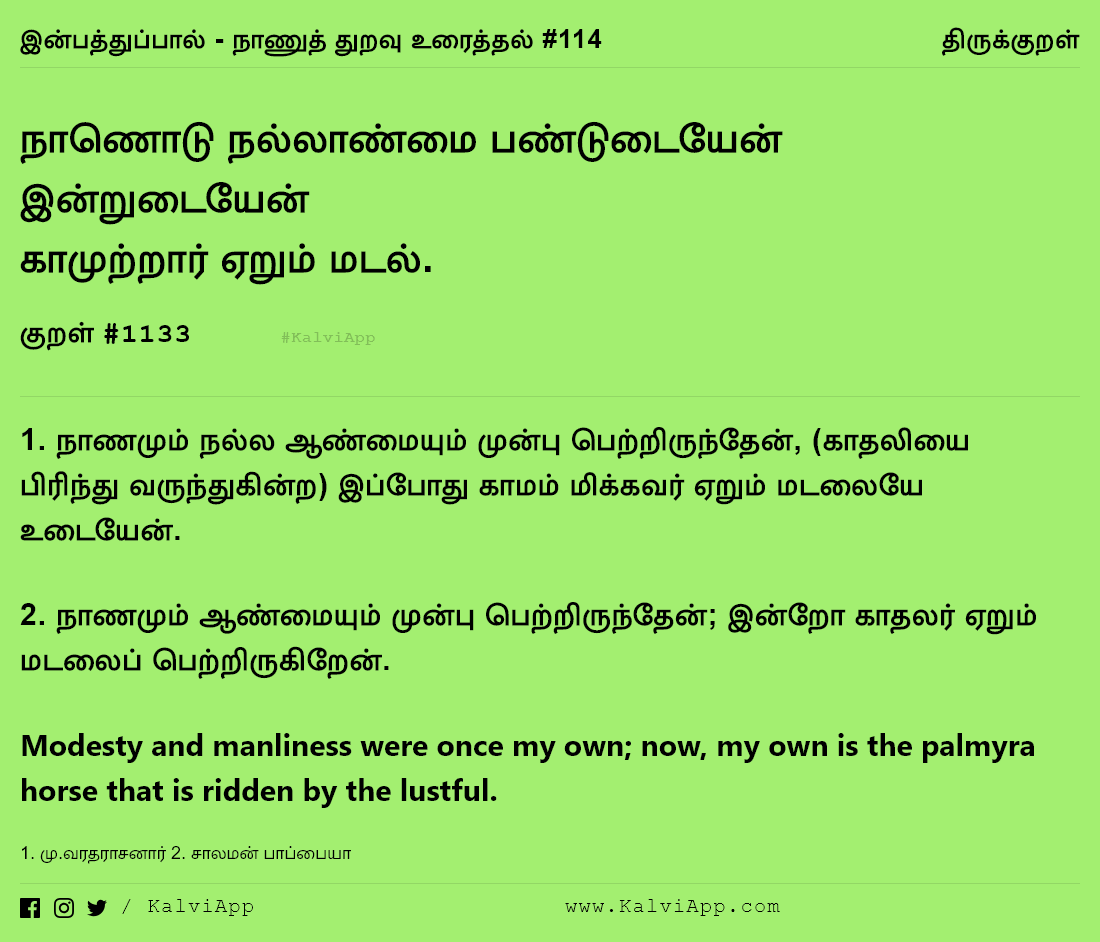 இன்பத்துப்பால் - நாணுத் துறவு உரைத்தல் #114 திருக்குறள்
நாணொடு நல்லாண்மை பண்டுடையேன்
இன்றுடையேன்
காமுற்றார் ஏறும் மடல்.
குறள் #1133 #KalviApp
1. நாணமும் நல்ல ஆண்மையும் முன்பு பெற்றிருந்தேன், (காதலியை
பிரிந்து வருந்துகின்ற) இப்போது காமம் மிக்கவர் ஏறும் மடலையே
உடையேன்.
2. நாணமும் ஆண்மையும் முன்பு பெற்றிருந்தேன்; இன்றோ காதலர் ஏறும்
மடலைப் பெற்றிருகிறேன்.
Modesty and manliness were once my own; now, my own is the palmyra
horse that is ridden by the lustful.
1. மு.வரதராசனார் 2. சாலமன் பாப்பையா
/ KalviApp www.KalviApp.com